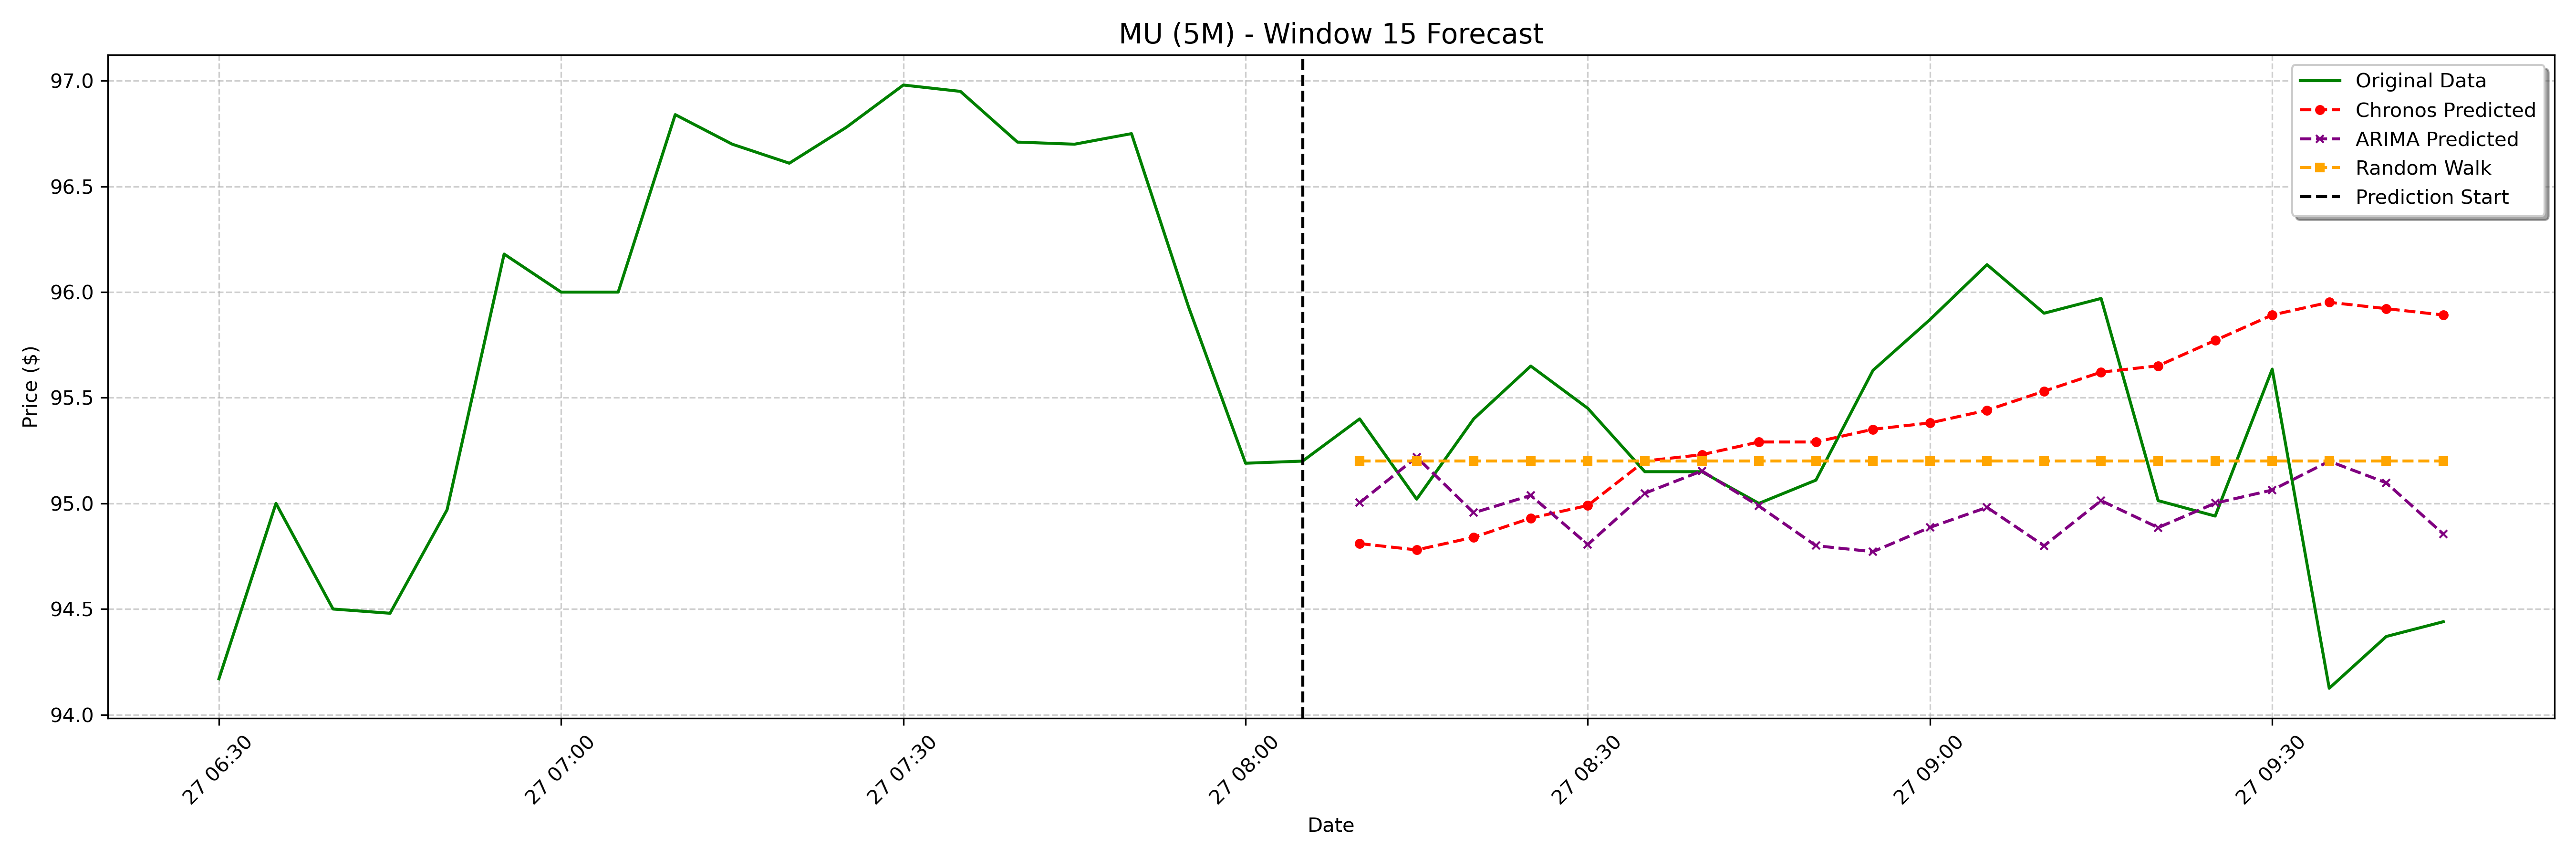 MU (5M) - Window 15 Forecast
Price ($)
97.0
96.5
96.0
95.5
95.0
94.5
94.0
Original Data
Chronos Predicted
ARIMA Predicted
Random Walk
Prediction Start
27 06:30
27 07:00
27 07:30
27 08:00
27 08:30
27 09:00
27 09:30
Date